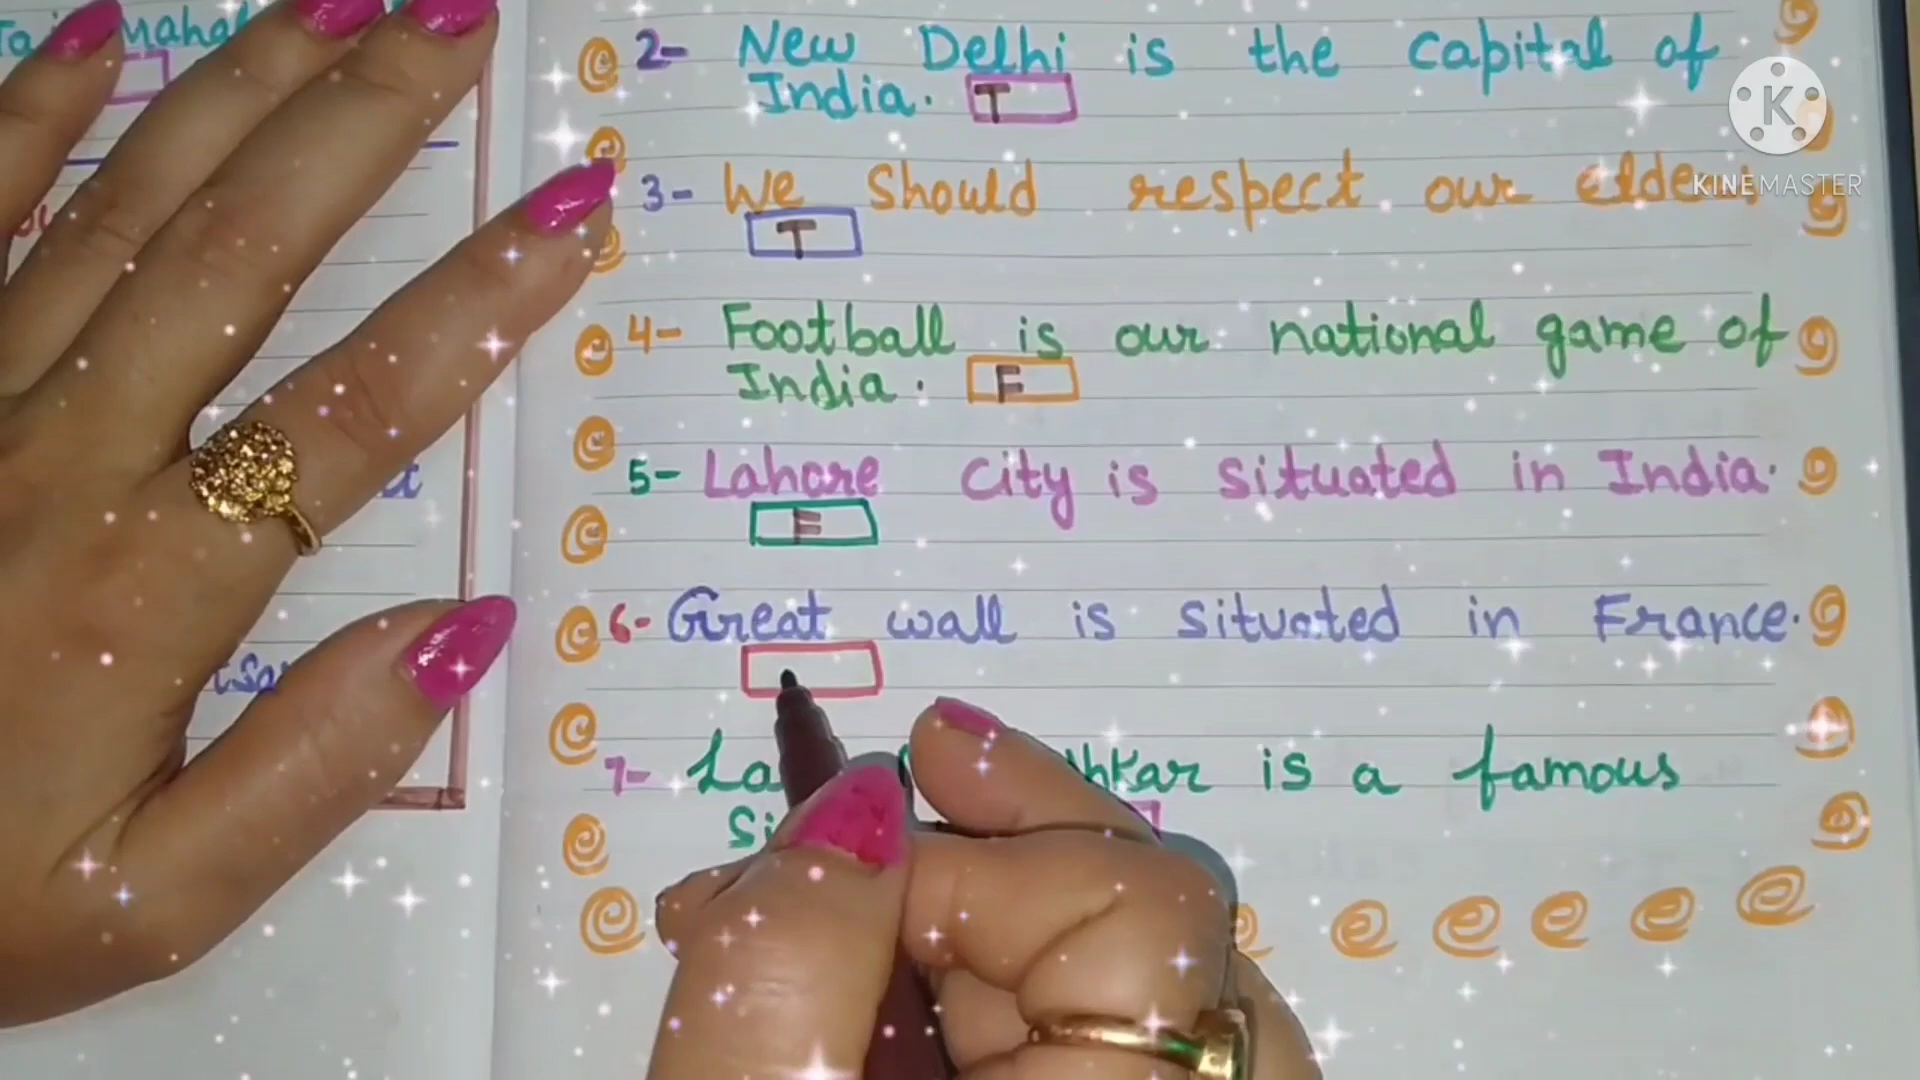 Mahal
2- New Delhi is the capital of
India. T
3- We should respect our elders.
T
4- Football is our national game of
India. F
5- Lahore city is situated in India.
F
6- Great wall is situated in France.
7- is a famous
KINEMASTER